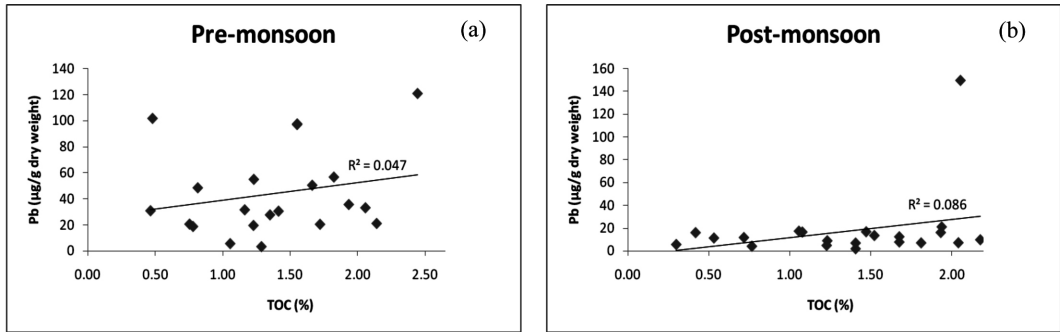 Pre-monsoon
(a)
140
120
100
80
60
40
20
0
Pb (µg/g dry weight)
R² = 0.047
0.00 0.50 1.00 1.50 2.00 2.50
TOC (%)
Post-monsoon
(b)
160
140
120
100
80
60
40
20
0
Pb (µg/g dry weight)
R² = 0.086
0.00 0.50 1.00 1.50 2.00
TOC (%)